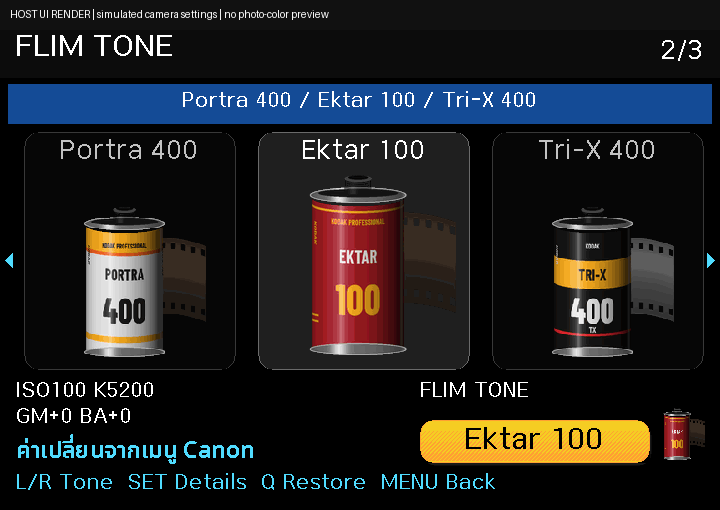 HOST UI RENDER | simulated camera settings | no photo-color preview
FLIM TONE
2/3
Portra 400 / Ektar 100 / Tri-X 400
Portra 400
Ektar 100
Tri-X 400
KODAK PROFESSIONAL
PORTRA
400
KODAK PROFESSIONAL
KODAK
EKTAR
100
KODAK
TRI-X
400
TX
ISO100 K5200
GM+0 BA+0
ค่าเปลี่ยนจากเมนู Canon
L/R Tone SET Details Q Restore MENU Back
FLIM TONE
Ektar 100
100